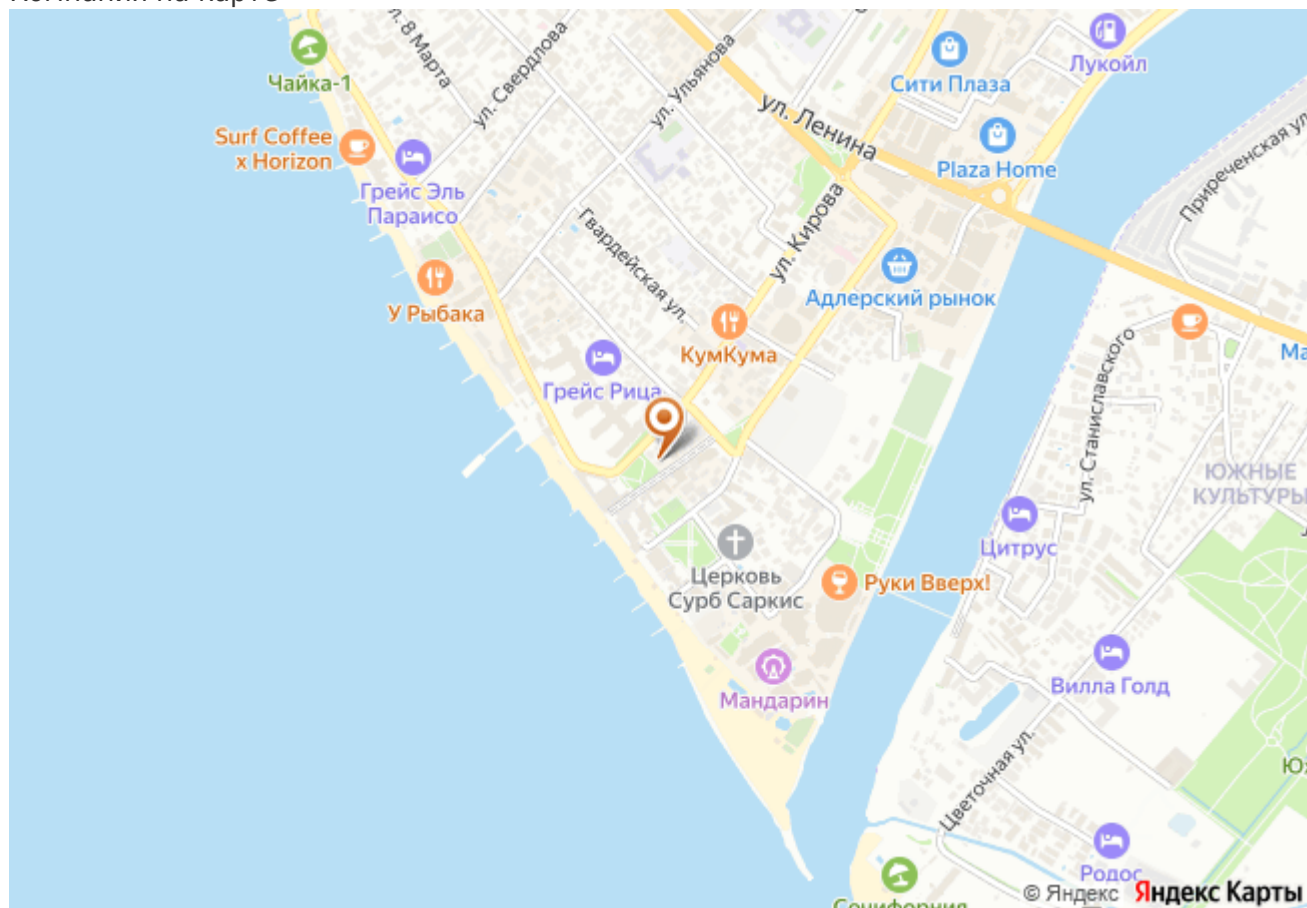 Чайка-1
ул. 8 Марта
ул. Свердлова
ул. Ульянова
Сити Плаза
Лукойл
ул. Ленина
Surf Coffee
x Horizon
Грейс Эль
Параисо
Plaza Home
Приреченская ул.
Гвардейская ул.
ул. Кирова
У Рыбака
Адлерский рынок
КумКума
Грейс Рица
ул. Станиславского
ЮЖНЫЕ
КУЛЬТУРЫ
Цитрус
Церковь
Сурб Саркис
Руки Вверх!
Мандарин
Вилла Голд
Цветочная ул.
Родос
© Яндекс Яндекс Карты